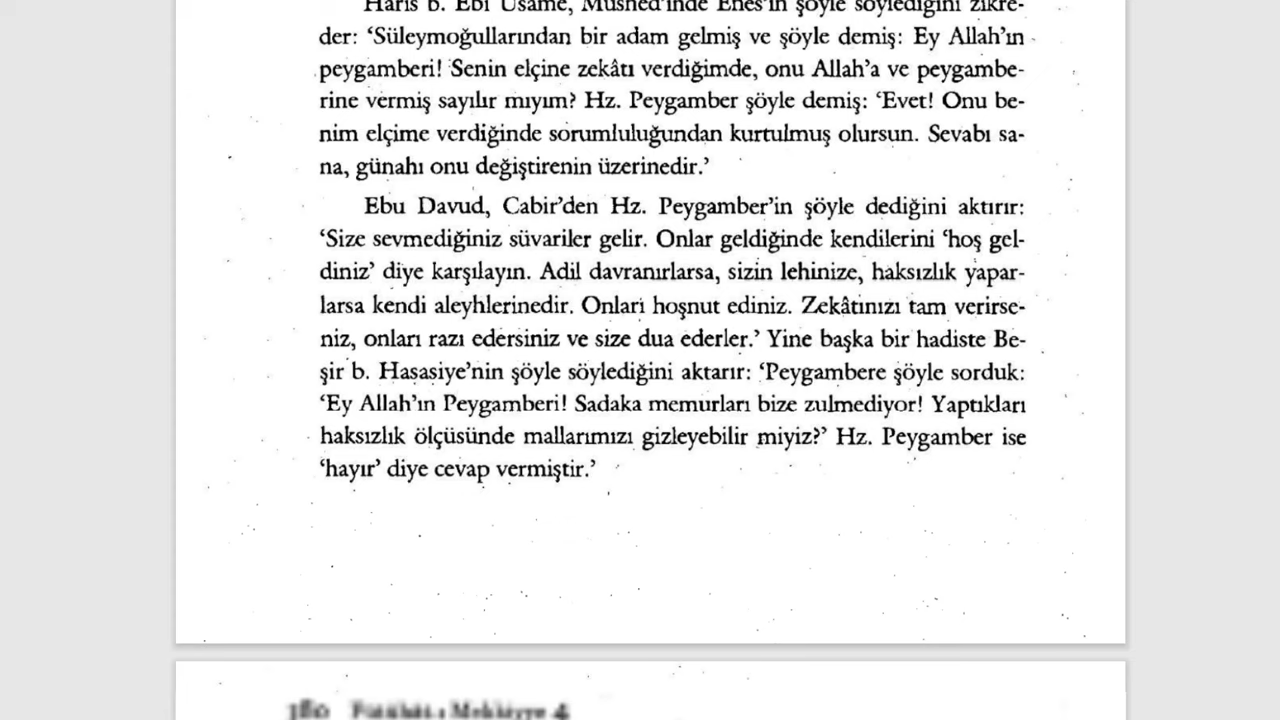 Haris b. Ebi Üsame, Müsned'inde Enes'in şöyle söylediğini zikre-
der: ‘Süleymoğullarından bir adam gelmiş ve şöyle demiş: Ey Allah’ın
peygamberi! Senin elçine zekâtı verdiğimde, onu Allah’a ve peygambe-
rine vermiş sayılır mıyım? Hz. Peygamber şöyle demiş: ‘Evet! Onu be-
nim elçime verdiğinde sorumluluğundan kurtulmuş olursun. Sevabı sa-
na, günahı onu değiştirenin üzerinedir.’
Ebu Davud, Cabir’den Hz. Peygamber’in şöyle dediğini aktarır:
‘Size sevmediğiniz süvariler gelir. Onlar geldiğinde kendilerini ‘hoş gel-
diniz’ diye karşılayın. Adil davranırlarsa, sizin lehinize, haksızlık yapar-
larsa kendi aleyhlerinedir. Onları hoşnut ediniz. Zekâtınızı tam verirse-
niz, onları razı edersiniz ve size dua ederler.’ Yine başka bir hadiste Be-
şir b. Hasasiye’nin şöyle söylediğini aktarır: ‘Peygambere şöyle sorduk:
‘Ey Allah’ın Peygamberi! Sadaka memurları bize zulmediyor! Yaptıkları
haksızlık ölçüsünde mallarımızı gizleyebilir miyiz?’ Hz. Peygamber ise
‘hayır’ diye cevap vermiştir.’
380 Fütûhât-ı Mekkiyye 4